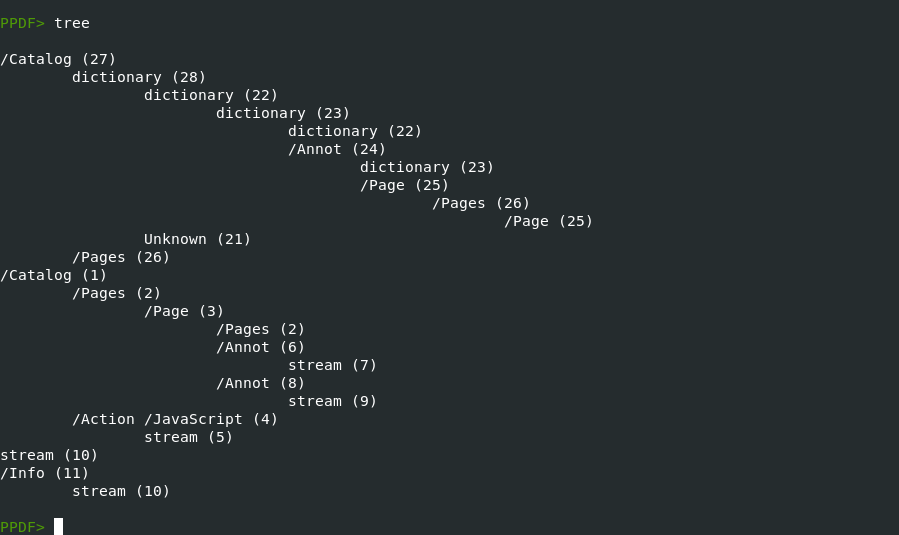 PPDF> tree
/Catalog (27)
dictionary (28)
dictionary (22)
dictionary (23)
dictionary (22)
/Annot (24)
dictionary (23)
/Page (25)
/Pages (26)
/Page (25)
Unknown (21)
/Pages (26)
/Catalog (1)
/Pages (2)
/Page (3)
/Pages (2)
/Annot (6)
stream (7)
/Annot (8)
stream (9)
/Action /JavaScript (4)
stream (5)
stream (10)
/Info (11)
stream (10)
PPDF>